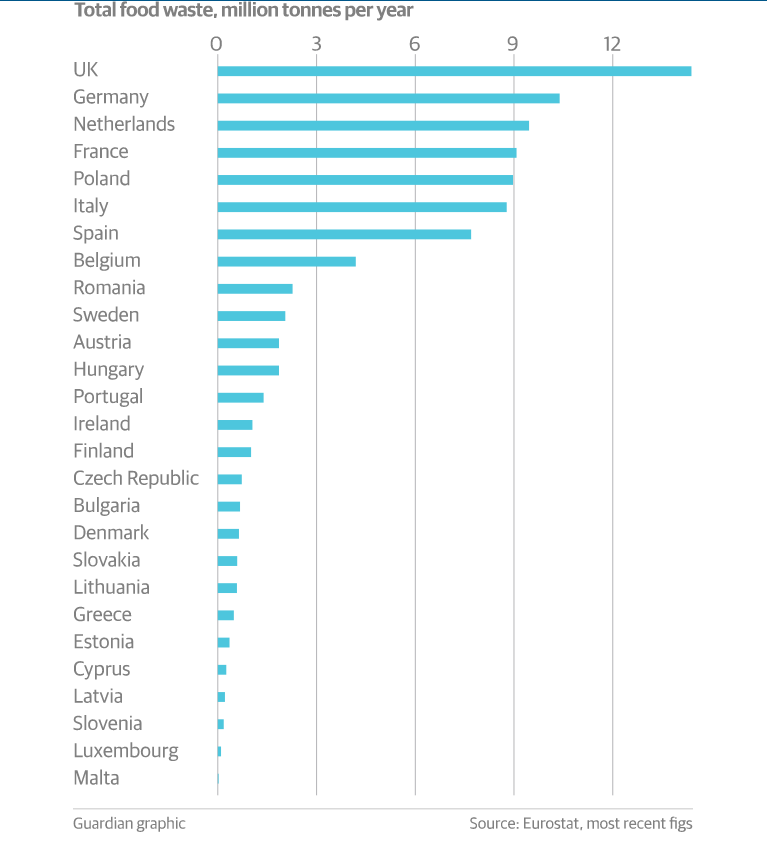 Total food waste, million tonnes per year
0 3 6 9 12
UK
Germany
Netherlands
France
Poland
Italy
Spain
Belgium
Romania
Sweden
Austria
Hungary
Portugal
Ireland
Finland
Czech Republic
Bulgaria
Denmark
Slovakia
Lithuania
Greece
Estonia
Cyprus
Latvia
Slovenia
Luxembourg
Malta
Guardian graphic Source: Eurostat, most recent figs